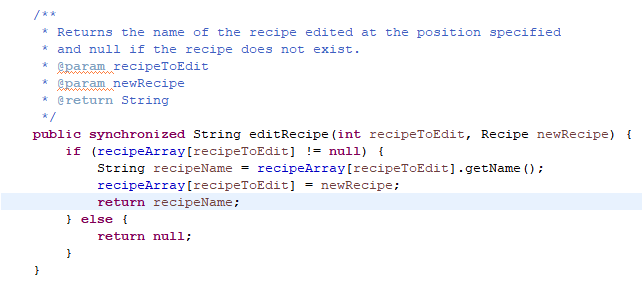 /**
 * Returns the name of the recipe edited at the position specified
 * and null if the recipe does not exist.
 * @param recipeToEdit
 * @param newRecipe
 * @return String
 */
public synchronized String editRecipe(int recipeToEdit, Recipe newRecipe) {
    if (recipeArray[recipeToEdit] != null) {
        String recipeName = recipeArray[recipeToEdit].getName();
        recipeArray[recipeToEdit] = newRecipe;
        return recipeName;
    } else {
        return null;
    }
}